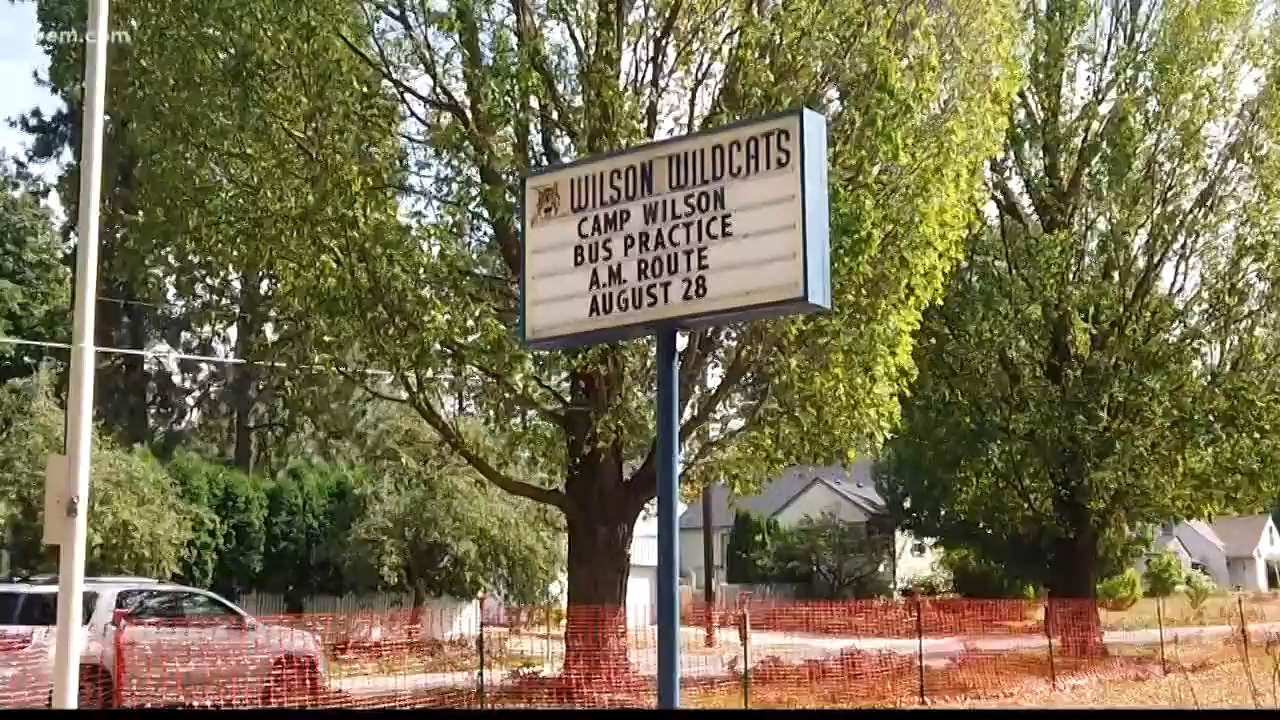 WILSON WILDCATS
CAMP WILSON
BUS PRACTICE
A.M. ROUTE
AUGUST 28